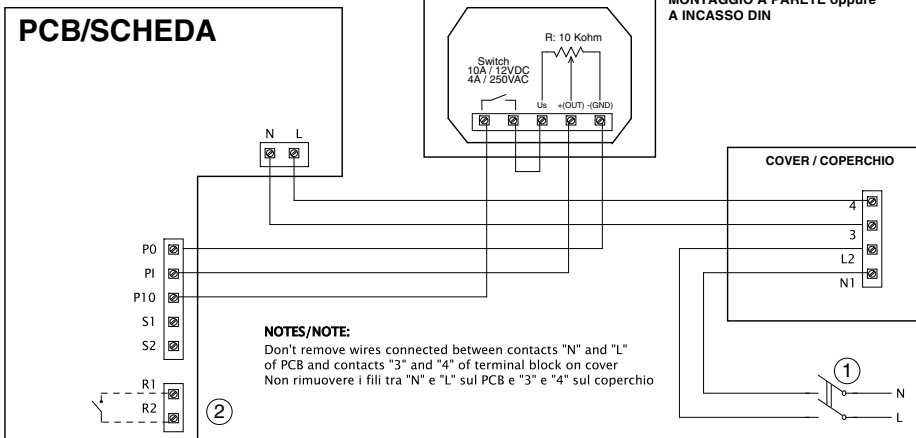 MONTAGGIO A PARETE oppure
A INCASSO DIN
PCB/SCHEDA
R: 10 Kohm
Switch
10A / 12VDC
4A / 250VAC
Us +(OUT) -(GND)
N L
COVER / COPERCHIO
4
3
L2
N1
P0
PI
P10
S1
S2
R1
R2
2
NOTES/NOTE:
Don't remove wires connected between contacts "N" and "L"
of PCB and contacts "3" and "4" of terminal block on cover
Non rimuovere i fili tra "N" e "L" sul PCB e "3" e "4" sul coperchio
1
N
L